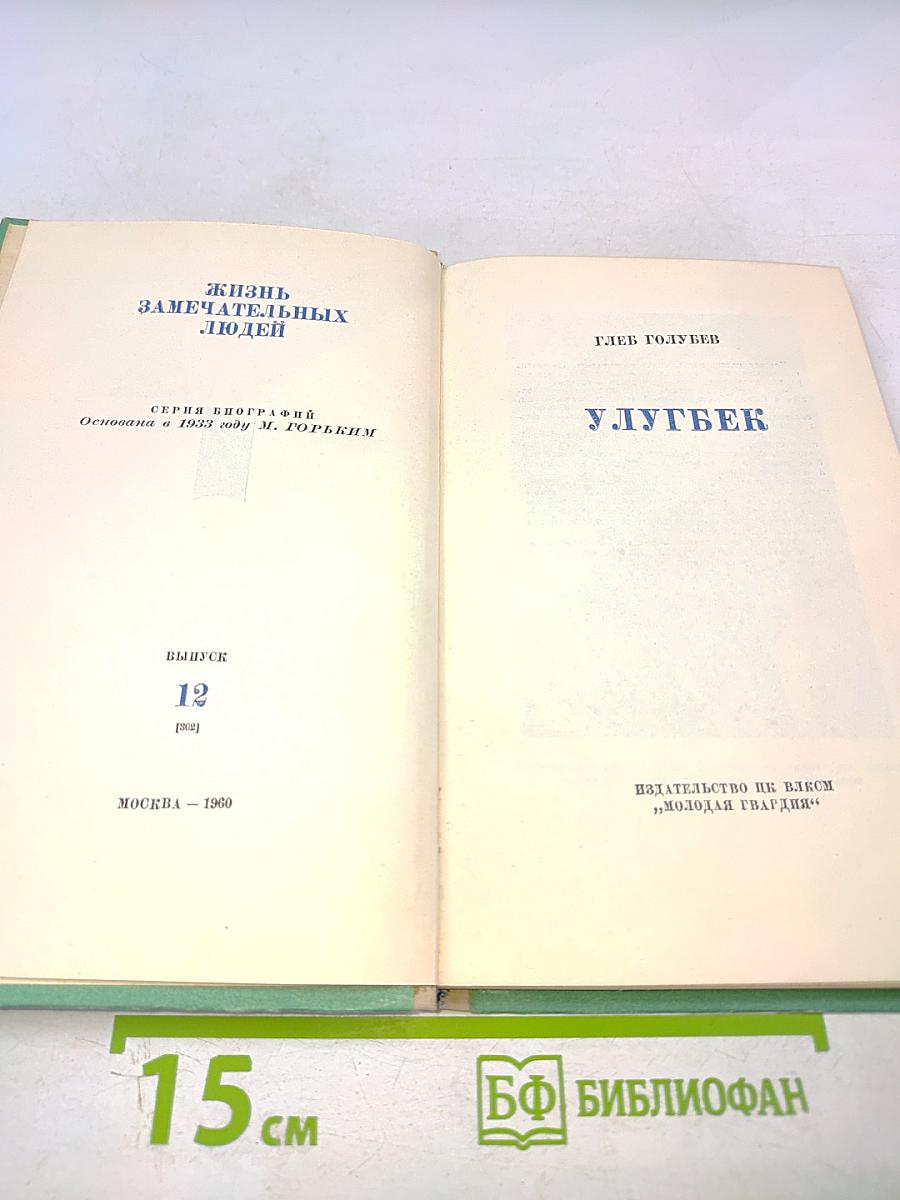 ЖИЗНЬ
ЗАМЕЧАТЕЛЬНЫХ
ЛЮДЕЙ
СЕРИЯ БИОГРАФИЙ
Основана в 1933 году М. ГОРЬКИМ
ВЫПУСК
12
[302]
МОСКВА — 1960
ГЛЕБ ГОЛУБЕВ
УЛУГБЕК
ИЗДАТЕЛЬСТВО ЦК ВЛКСМ
„МОЛОДАЯ ГВАРДИЯ“
15 см
БФ БИБЛИОФАН